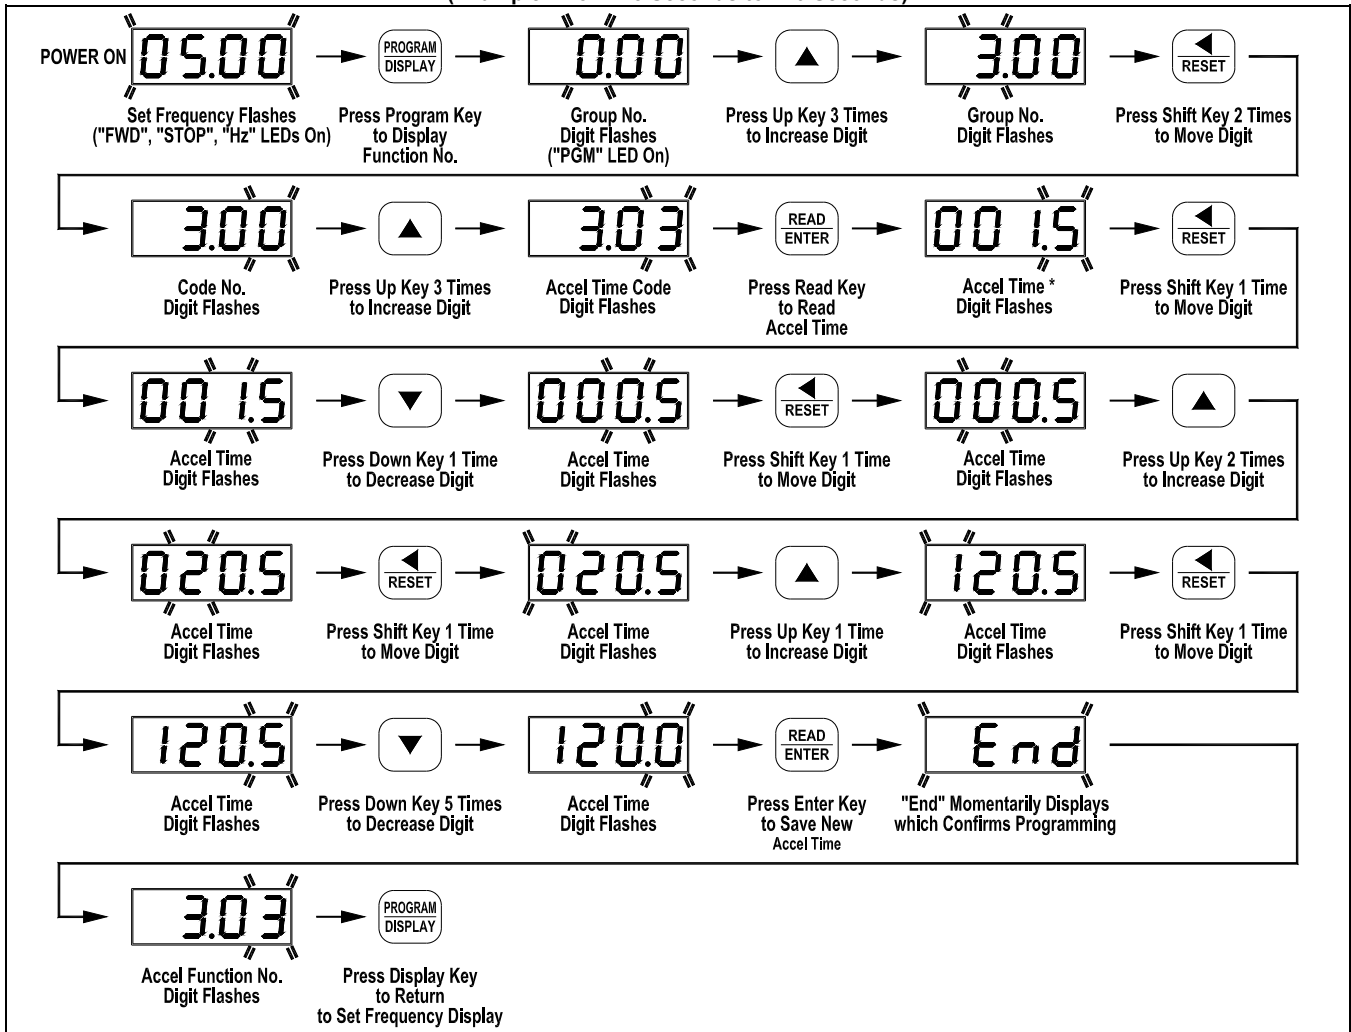 POWER ON
05.00
PROGRAM
DISPLAY
0.00
3.00
RESET
Set Frequency Flashes
("FWD", "STOP", "Hz" LEDs On)
Press Program Key
to Display
Function No.
Group No.
Digit Flashes
("PGM" LED On)
Press Up Key 3 Times
to Increase Digit
Group No.
Digit Flashes
Press Shift Key 2 Times
to Move Digit
3.00
3.03
READ
ENTER
001.5
RESET
Code No.
Digit Flashes
Press Up Key 3 Times
to Increase Digit
Accel Time Code
Digit Flashes
Press Read Key
to Read
Accel Time
Accel Time *
Digit Flashes
Press Shift Key 1 Time
to Move Digit
001.5
000.5
RESET
000.5
Accel Time
Digit Flashes
Press Down Key 1 Time
to Decrease Digit
Accel Time
Digit Flashes
Press Shift Key 1 Time
to Move Digit
Accel Time
Digit Flashes
Press Up Key 2 Times
to Increase Digit
020.5
RESET
020.5
120.5
RESET
Accel Time
Digit Flashes
Press Shift Key 1 Time
to Move Digit
Accel Time
Digit Flashes
Press Up Key 1 Time
to Increase Digit
Accel Time
Digit Flashes
Press Shift Key 1 Time
to Move Digit
120.5
120.0
READ
ENTER
End
Accel Time
Digit Flashes
Press Down Key 5 Times
to Decrease Digit
Accel Time
Digit Flashes
Press Enter Key
to Save New
Accel Time
"End" Momentarily Displays
which Confirms Programming
3.03
PROGRAM
DISPLAY
Accel Function No.
Digit Flashes
Press Display Key
to Return
to Set Frequency Display